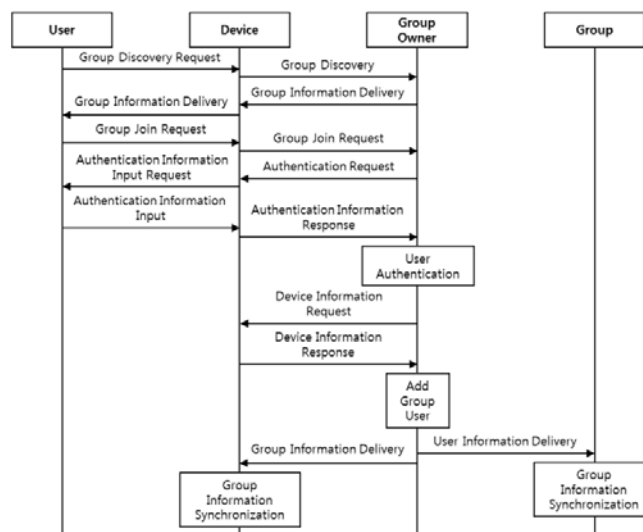 User
Device
Group
Owner
Group
Group Discovery Request
Group Discovery
Group Information Delivery
Group Information Delivery
Group Join Request
Group Join Request
Authentication Information
Input Request
Authentication Request
Authentication Information
Input
Authentication Information
Response
User
Authentication
Device Information
Request
Device Information
Response
Add
Group
User
User Information Delivery
Group Information Delivery
Group
Information
Synchronization
Group
Information
Synchronization